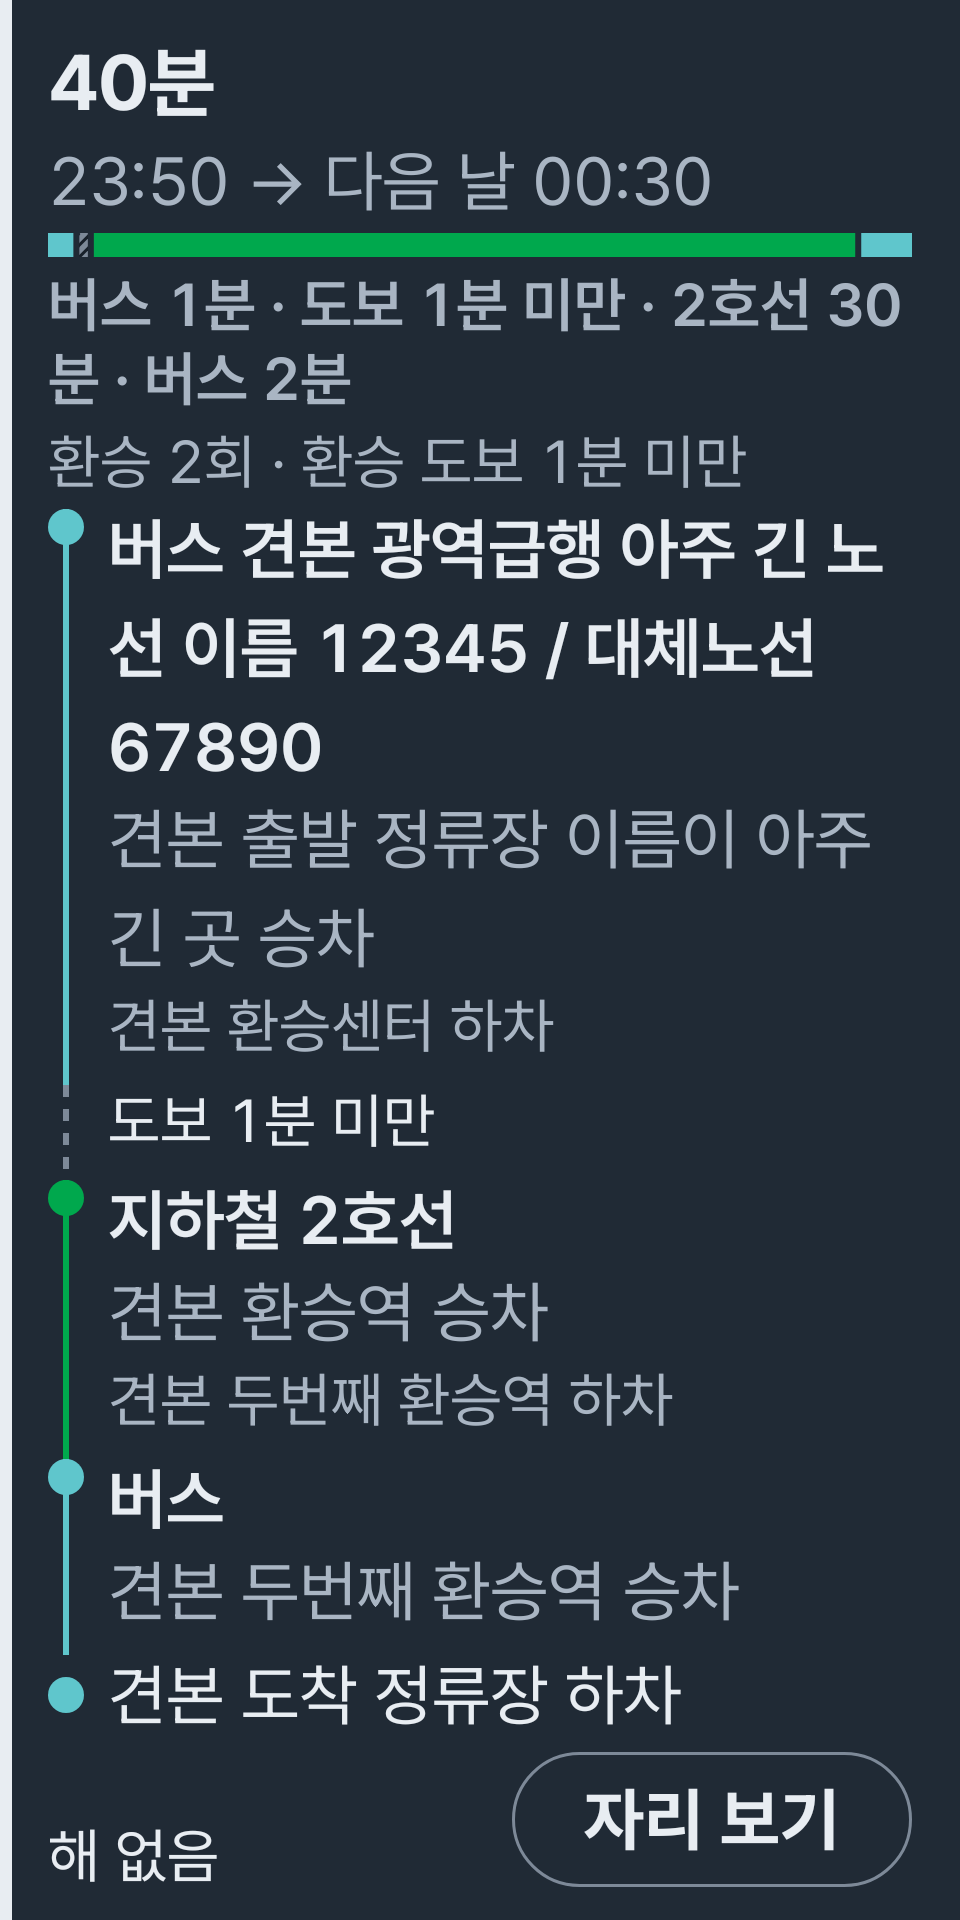 40분
23:50 → 다음 날 00:30
버스 1분 · 도보 1분 미만 · 2호선 30
분 · 버스 2분
환승 2회 · 환승 도보 1분 미만
버스 견본 광역급행 아주 긴 노
선 이름 12345 / 대체노선
67890
견본 출발 정류장 이름이 아주
긴 곳 승차
견본 환승센터 하차
도보 1분 미만
지하철 2호선
견본 환승역 승차
견본 두번째 환승역 하차
버스
견본 두번째 환승역 승차
견본 도착 정류장 하차
해 없음
자리 보기